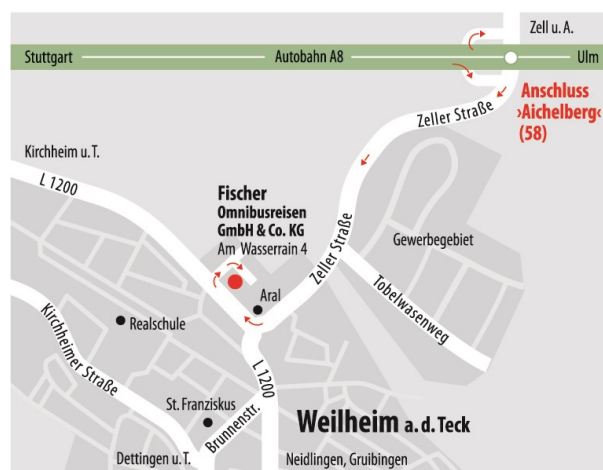 Zell u. A.
Stuttgart
Autobahn A8
Ulm
Anschluss
›Aichelberg‹
(58)
Zeller Straße
Kirchheim u. T.
L 1200
Fischer
Omnibusreisen
GmbH & Co. KG
Am Wasserrain 4
Zeller Straße
Gewerbegebiet
Tobelwasenweg
Aral
Realschule
Kirchheimer Straße
L 1200
St. Franziskus
Brunnenstr.
Weilheim a. d. Teck
Dettingen u. T.
Neidlingen, Gruibingen